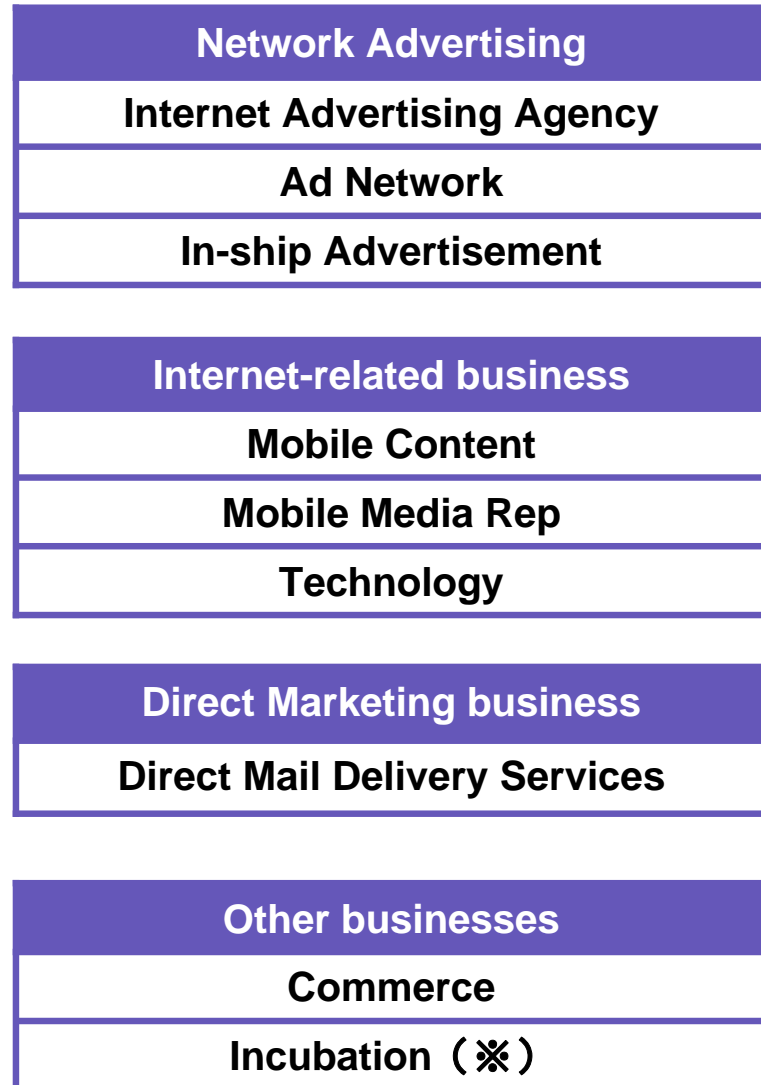 Network Advertising
Internet Advertising Agency
Ad Network
In-ship Advertisement
Internet-related business
Mobile Content
Mobile Media Rep
Technology
Direct Marketing business
Direct Mail Delivery Services
Other businesses
Commerce
Incubation（※）